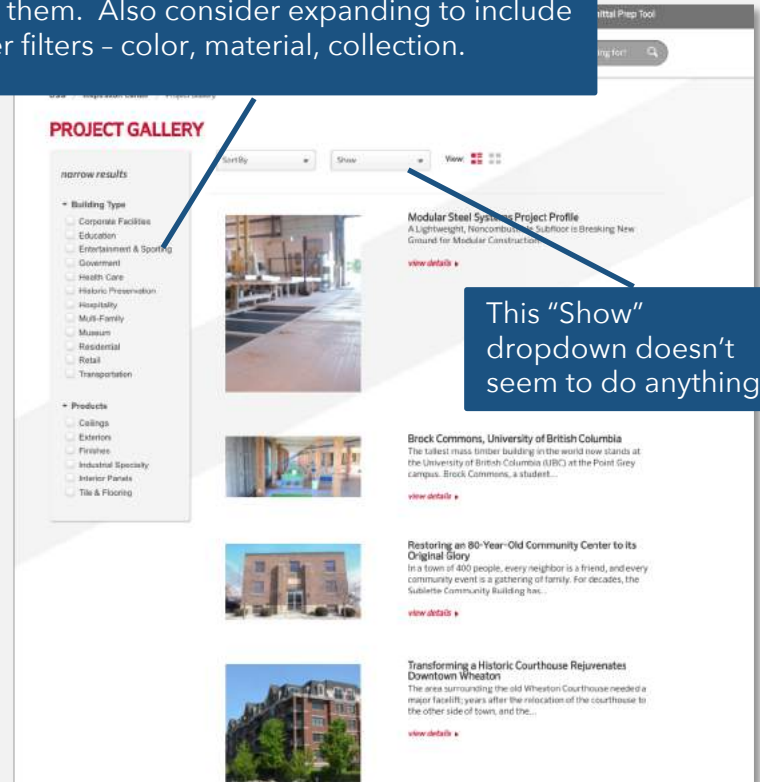 them. Also consider expanding to include
er filters – color, material, collection.
ittal Prep Tool
ing for?
Project Gallery
PROJECT GALLERY
narrow results
Building Type
Corporate Facilities
Education
Entertainment & Sporting
Goverment
Health Care
Historic Preservation
Hospitality
Multi-Family
Museum
Residential
Retail
Transportation
Products
Ceilings
Exteriors
Finishes
Industrial Specialty
Interior Panels
Tile & Flooring
SortBy
Show
View:
Modular Steel Systems Project Profile
A Lightweight, Noncombustible Subfloor is Breaking New
Ground for Modular Construction
view details
This “Show”
dropdown doesn’t
seem to do anything
Brock Commons, University of British Columbia
The tallest mass timber building in the world now stands at
the University of British Columbia (UBC) at the Point Grey
campus. Brock Commons, a student...
view details
Restoring an 80-Year-Old Community Center to its
Original Glory
In a town of 400 people, every neighbor is a friend, and every
community event is a gathering of family. For decades, the
Sublette Community Building has...
view details
Transforming a Historic Courthouse Rejuvenates
Downtown Wheaton
The area surrounding the old Wheaton Courthouse needed a
major facelift; years after the relocation of the courthouse to
the other side of town, and the...
view details